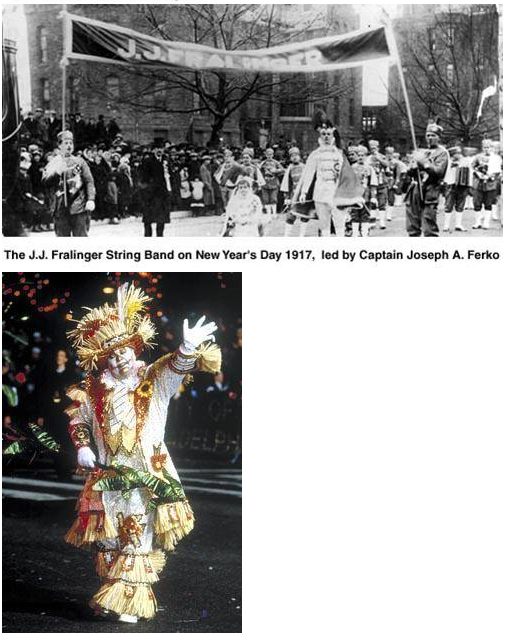 J.J. FRALINGER
The J.J. Fralinger String Band on New Year's Day 1917, led by Captain Joseph A. Ferko